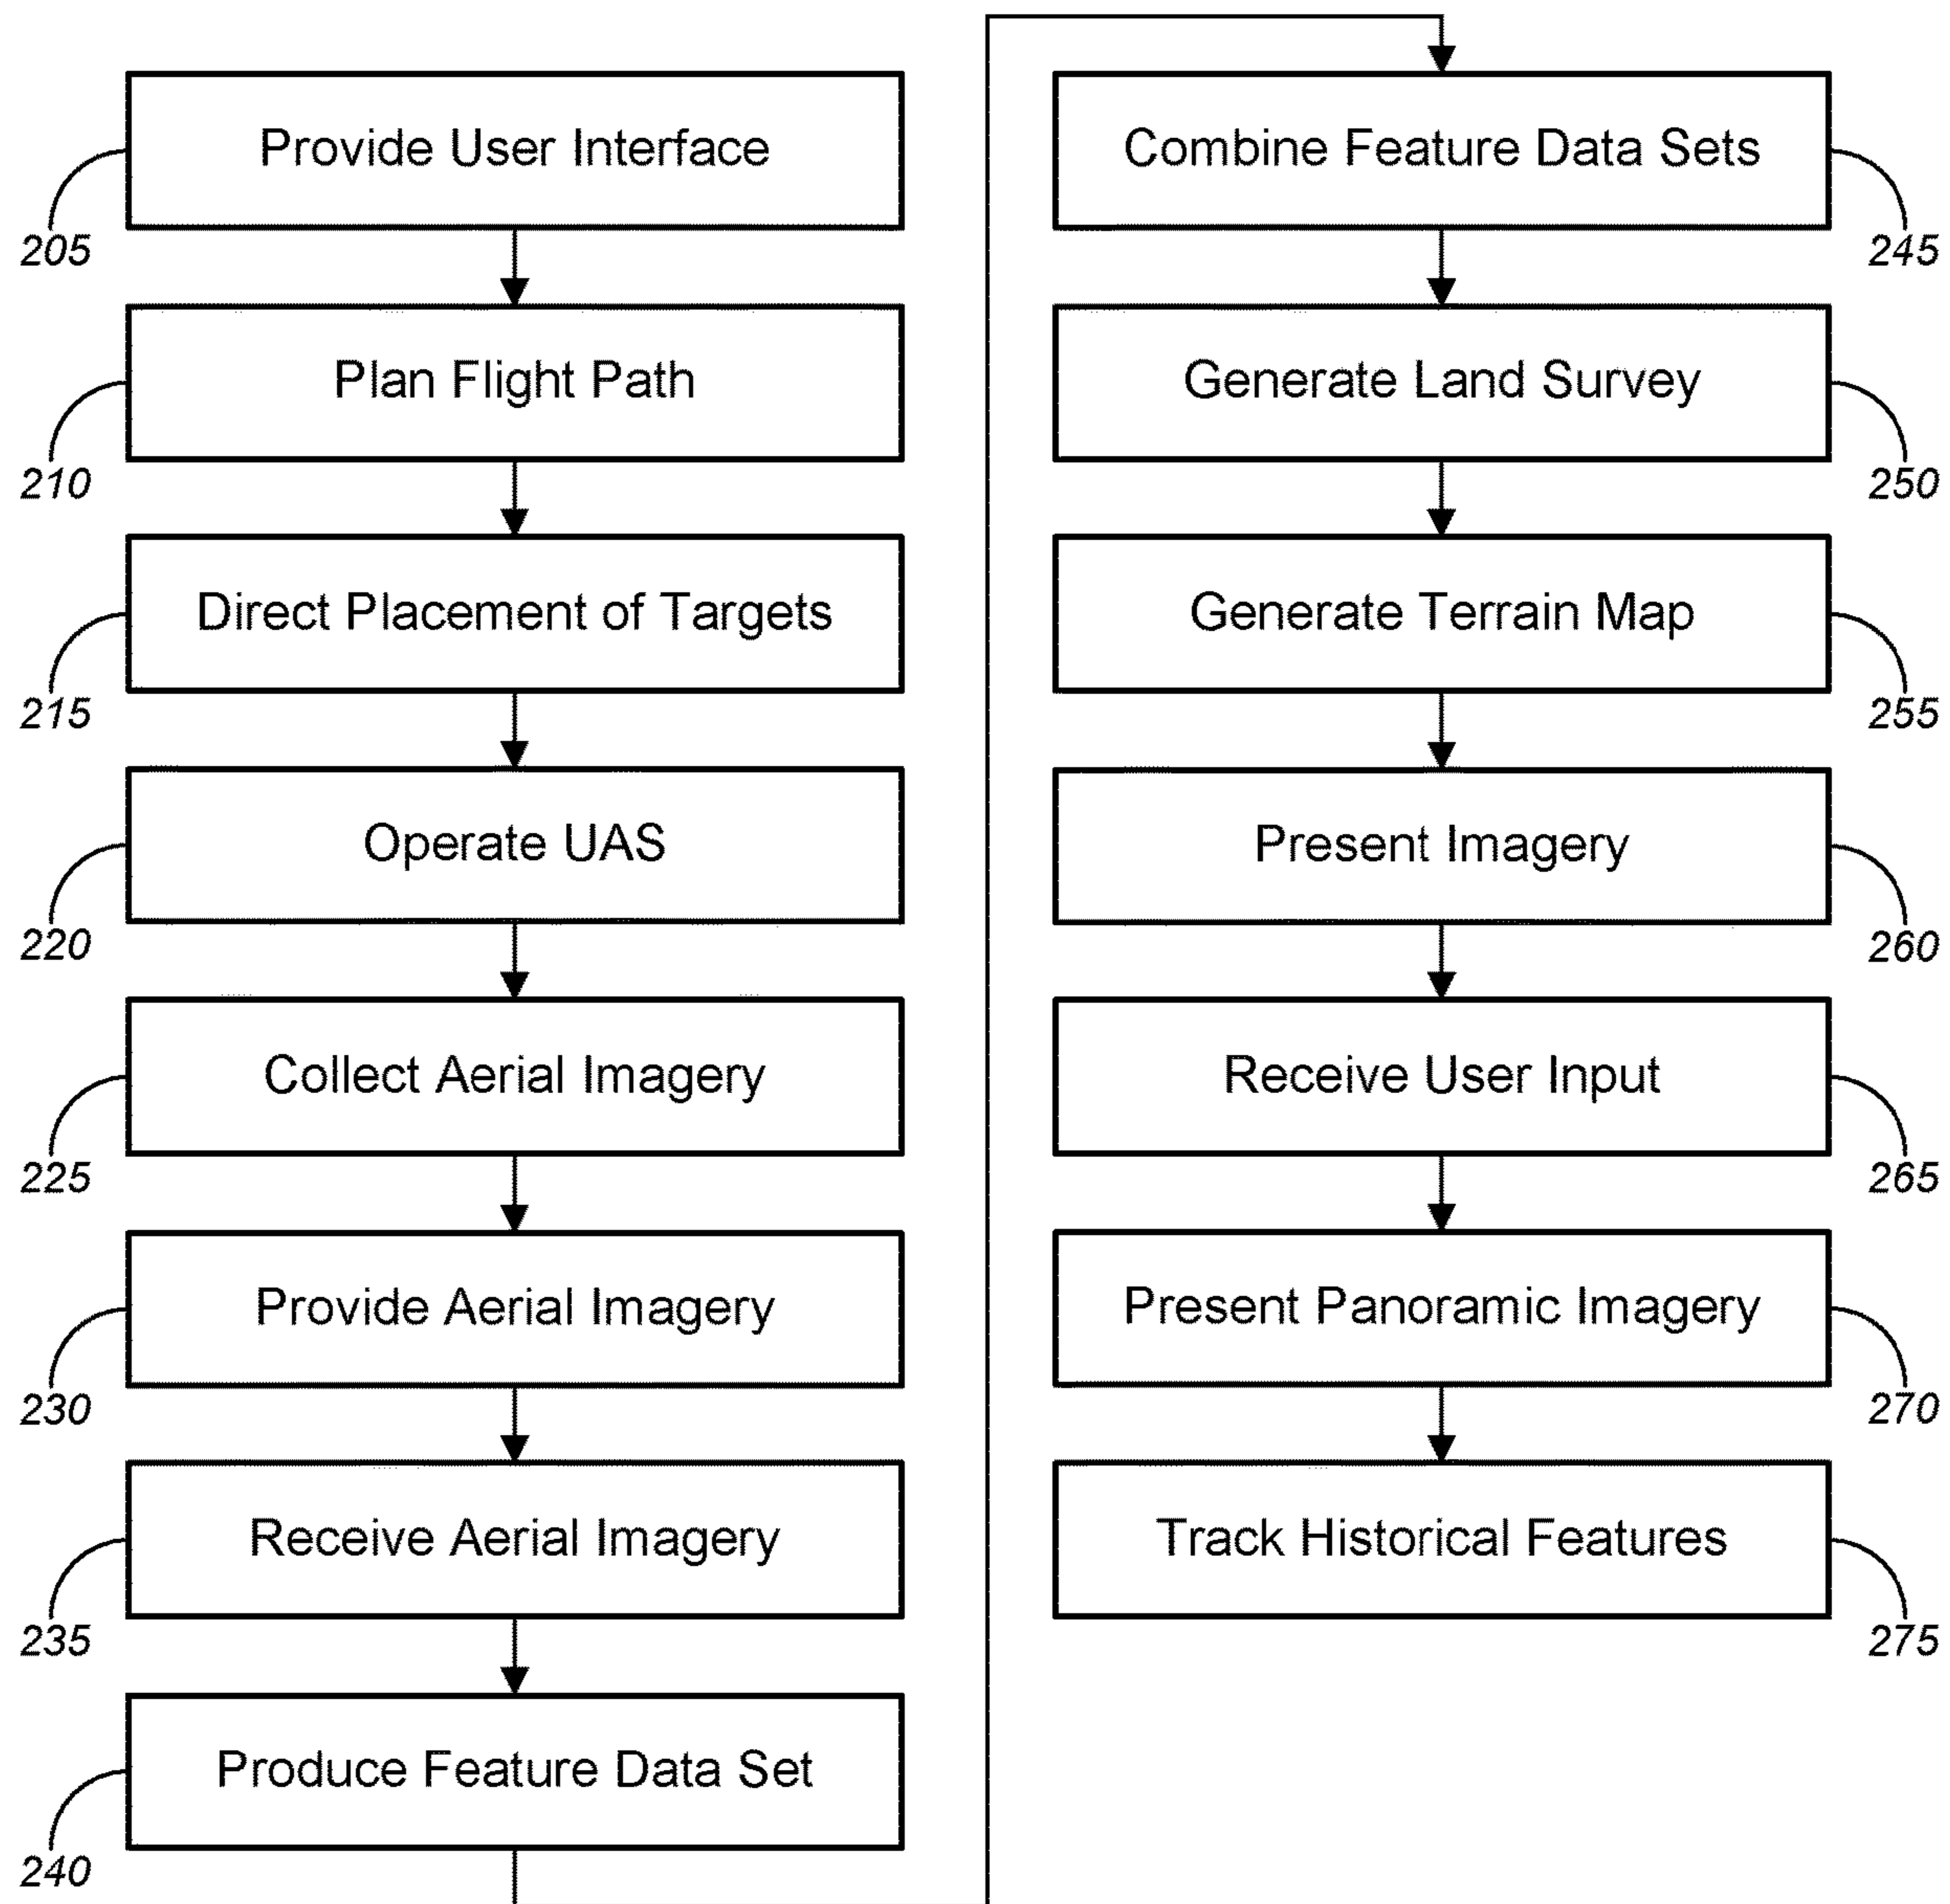 Provide User Interface
205
Plan Flight Path
210
Direct Placement of Targets
215
Operate UAS
220
Collect Aerial Imagery
225
Provide Aerial Imagery
230
Receive Aerial Imagery
235
Produce Feature Data Set
240
Combine Feature Data Sets
245
Generate Land Survey
250
Generate Terrain Map
255
Present Imagery
260
Receive User Input
265
Present Panoramic Imagery
270
Track Historical Features
275